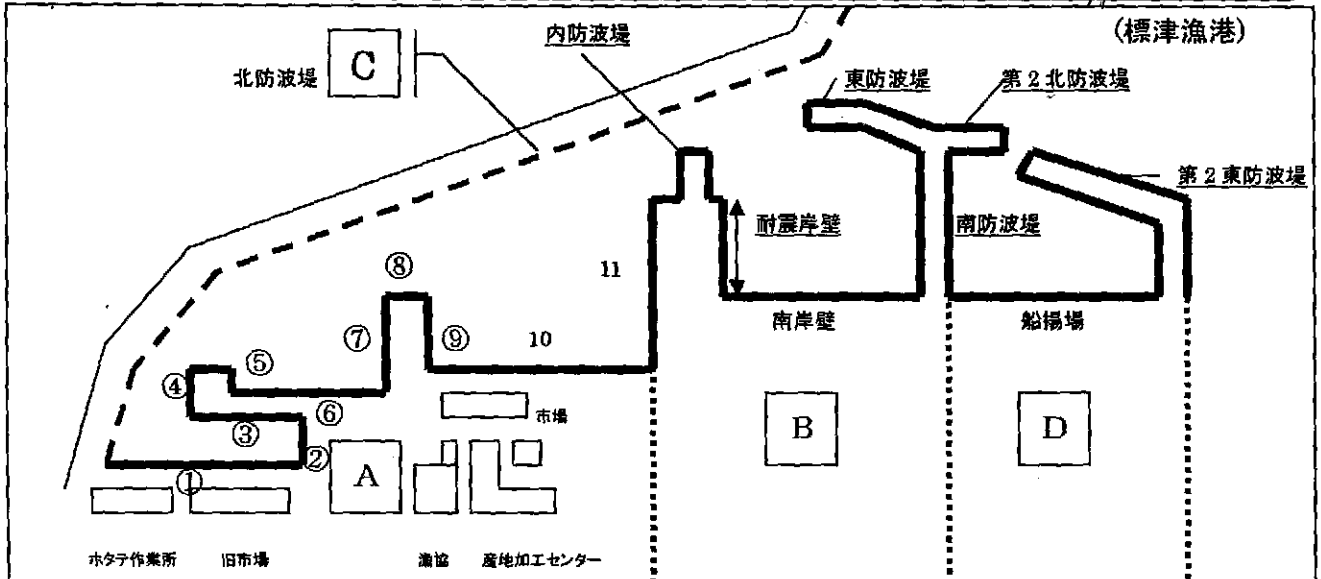 (標津漁港)
内防波堤
北防波堤
C
東防波堤
第2北防波堤
第2東防波堤
耐震岸壁
南防波堤
11
⑧
南岸壁
船揚場
⑦
⑨
10
⑤
④
⑥
市場
③
②
A
B
D
①
ホタテ作業所
旧市場
漁協
産地加工センター